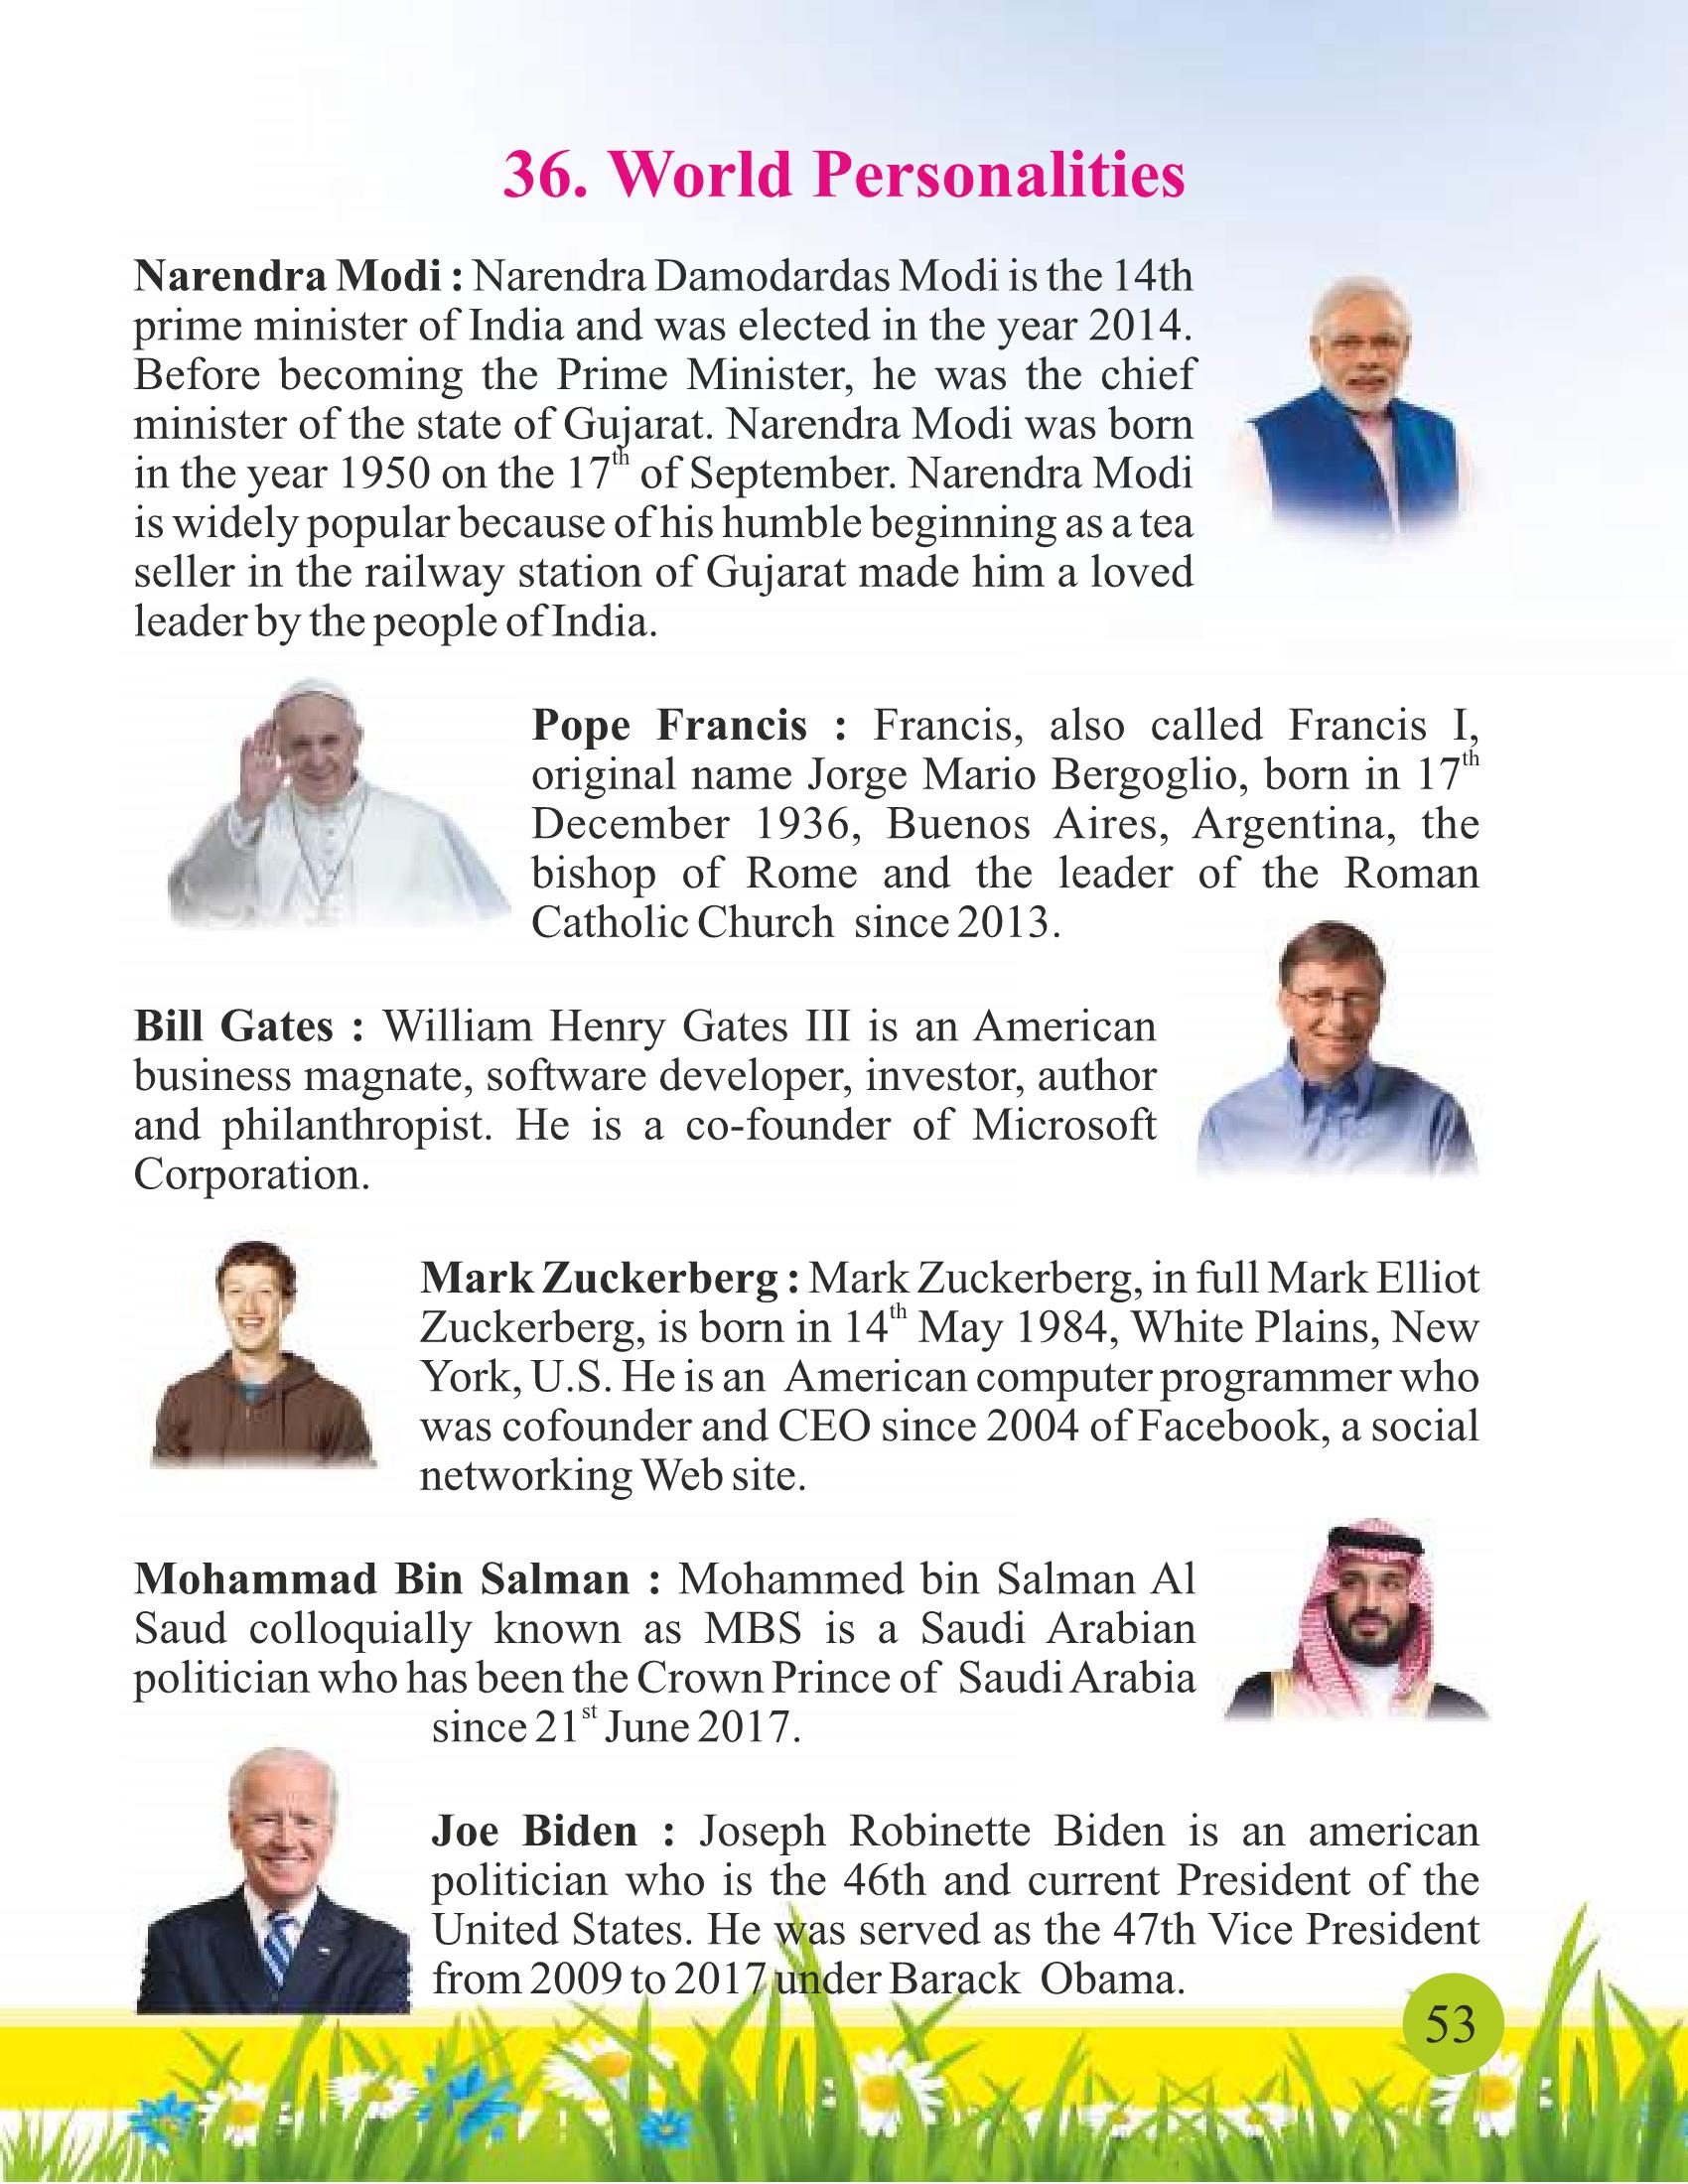 36. World Personalities
Narendra Modi : Narendra Damodardas Modi is the 14th
prime minister of India and was elected in the year 2014.
Before becoming the Prime Minister, he was the chief
minister of the state of Gujarat. Narendra Modi was born
in the year 1950 on the 17th of September. Narendra Modi
is widely popular because of his humble beginning as a tea
seller in the railway station of Gujarat made him a loved
leader by the people of India.
Pope Francis : Francis, also called Francis I,
original name Jorge Mario Bergoglio, born in 17th
December 1936, Buenos Aires, Argentina, the
bishop of Rome and the leader of the Roman
Catholic Church since 2013.
Bill Gates : William Henry Gates III is an American
business magnate, software developer, investor, author
and philanthropist. He is a co-founder of Microsoft
Corporation.
Mark Zuckerberg : Mark Zuckerberg, in full Mark Elliot
Zuckerberg, is born in 14th May 1984, White Plains, New
York, U.S. He is an American computer programmer who
was cofounder and CEO since 2004 of Facebook, a social
networking Web site.
Mohammad Bin Salman : Mohammed bin Salman Al
Saud colloquially known as MBS is a Saudi Arabian
politician who has been the Crown Prince of Saudi Arabia
since 21st June 2017.
Joe Biden : Joseph Robinette Biden is an american
politician who is the 46th and current President of the
United States. He was served as the 47th Vice President
from 2009 to 2017 under Barack Obama.
53